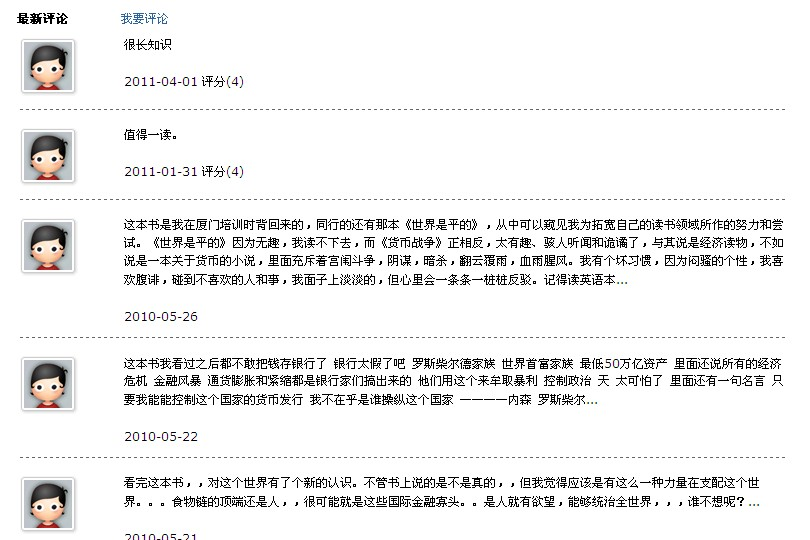 最新评论 我要评论
很长知识
2011-04-01 评分(4)
值得一读。
2011-01-31 评分(4)
这本书是我在厦门培训时背回来的，同行的还有那本《世界是平的》，从中可以窥见我为拓宽自己的读书领域所作的努力和尝
试。《世界是平的》因为无趣，我读不下去，而《货币战争》正相反，太有趣、骇人听闻和诡谲了，与其说是经济读物，不如
说是一本关于货币的小说，里面充斥着宫闱斗争，阴谋，暗杀，翻云覆雨，血雨腥风。我有个坏习惯，因为闷骚的个性，我喜
欢腹诽，碰到不喜欢的人和事，我面子上淡淡的，但心里会一条条一桩桩反驳。记得读英语本...
2010-05-26
这本书我看过之后都不敢把钱存银行了 银行太假了吧 罗斯柴尔德家族 世界首富家族 最低50万亿资产 里面还说所有的经济
危机 金融风暴 通货膨胀和紧缩都是银行家们搞出来的 他们用这个来牟取暴利 控制政治 天 太可怕了 里面还有一句名言 只
要我能能控制这个国家的货币发行 我不在乎是谁操纵这个国家 一一一一内森 罗斯柴尔...
2010-05-22
看完这本书，，对这个世界有了个新的认识。不管书上说的是不是真的，，但我觉得应该是有这么一种力量在支配这个世
界。。。食物链的顶端还是人，，很可能就是这些国际金融寡头。。是人就有欲望，能够统治全世界，，，谁不想呢？...
2010-05-21